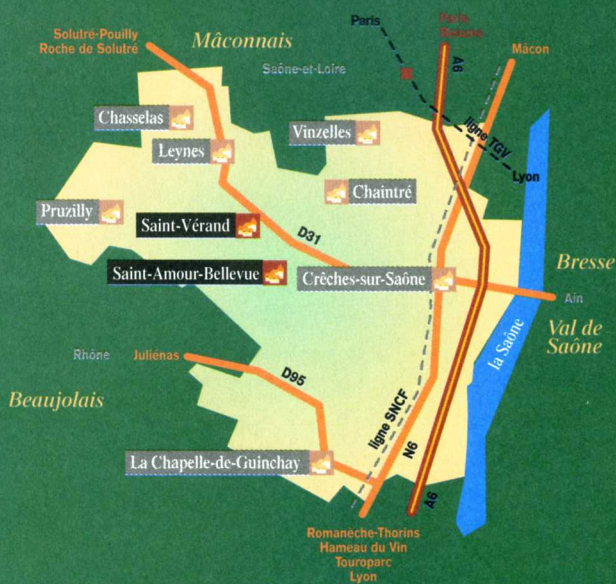 Solutré-Pouilly
Roche de Solutré
Mâconnais
Saône-et-Loire
Paris
Paris
A6
Mâcon
Chasselas
Leynes
Vinzelles
ligne TGV
Lyon
Chaintré
Pruzilly
Saint-Vérand
D31
Saint-Amour-Bellevue
Crêches-sur-Saône
Bresse
Ain
Val de
Saône
la Saône
Rhône
Juliénas
D95
Beaujolais
ligne SNCF
N6
La Chapelle-de-Guinchay
A6
Romanèche-Thorins
Hameau du Vin
Touroparc
Lyon